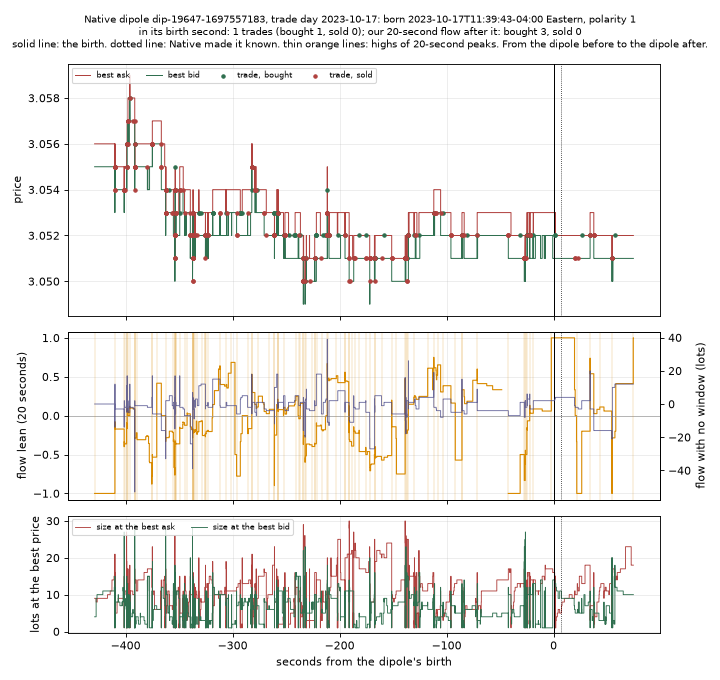 Native dipole dip-19647-1697557183, trade day 2023-10-17: born 2023-10-17T11:39:43-04:00 Eastern, polarity 1
in its birth second: 1 trades (bought 1, sold 0); our 20-second flow after it: bought 3, sold 0
solid line: the birth. dotted line: Native made it known. thin orange lines: highs of 20-second peaks. From the dipole before to the dipole after.
best ask
best bid
trade, bought
trade, sold
3.058
3.056
3.054
3.052
3.050
price
1.0
0.5
0.0
−0.5
−1.0
flow lean (20 seconds)
40
20
0
−20
−40
flow with no window (lots)
size at the best ask
size at the best bid
30
20
10
0
lots at the best price
−400
−300
−200
−100
0
seconds from the dipole's birth